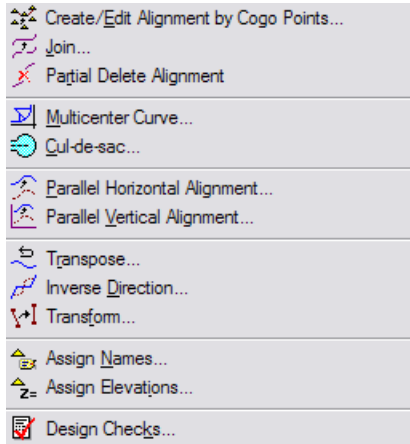 Create/Edit Alignment by Cogo Points...
Join...
Partial Delete Alignment
Multicenter Curve...
Cul-de-sac...
Parallel Horizontal Alignment...
Parallel Vertical Alignment...
Transpose...
Inverse Direction...
Transform...
Assign Names...
Z= Assign Elevations...
Design Checks...